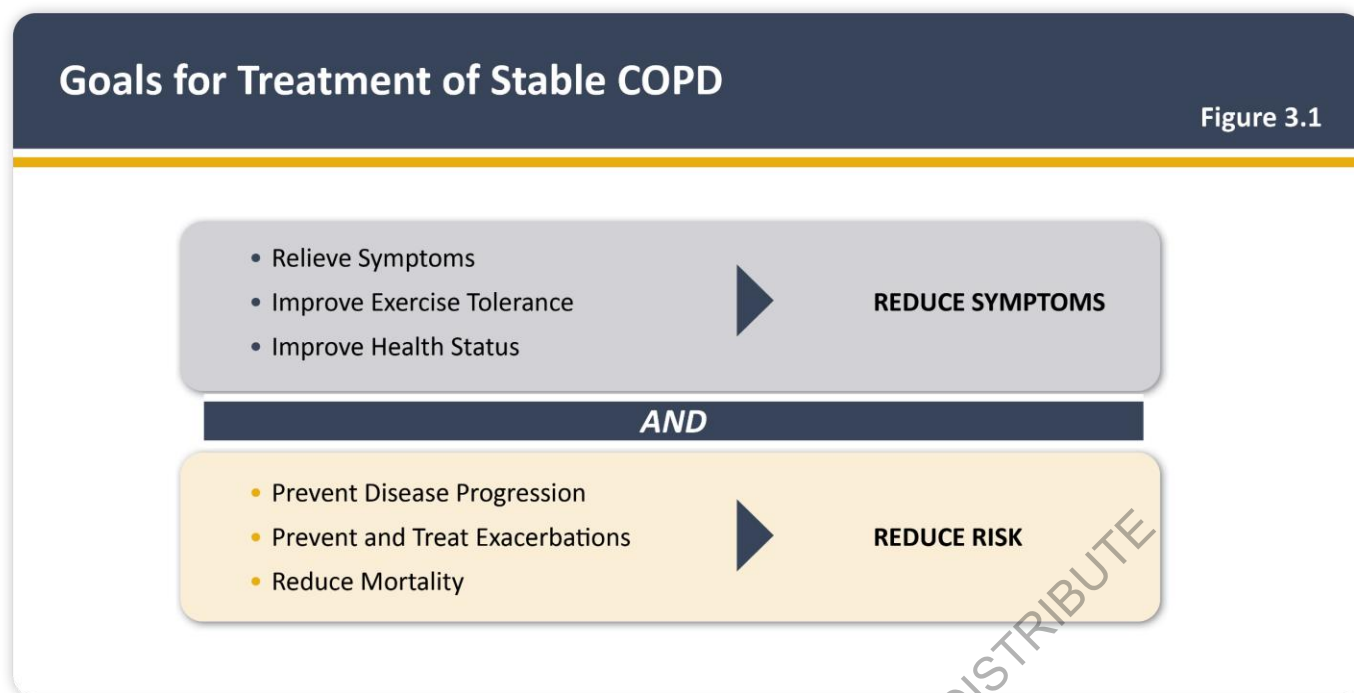 Goals for Treatment of Stable COPD
Figure 3.1
• Relieve Symptoms
• Improve Exercise Tolerance
• Improve Health Status
REDUCE SYMPTOMS
AND
• Prevent Disease Progression
• Prevent and Treat Exacerbations
• Reduce Mortality
REDUCE RISK